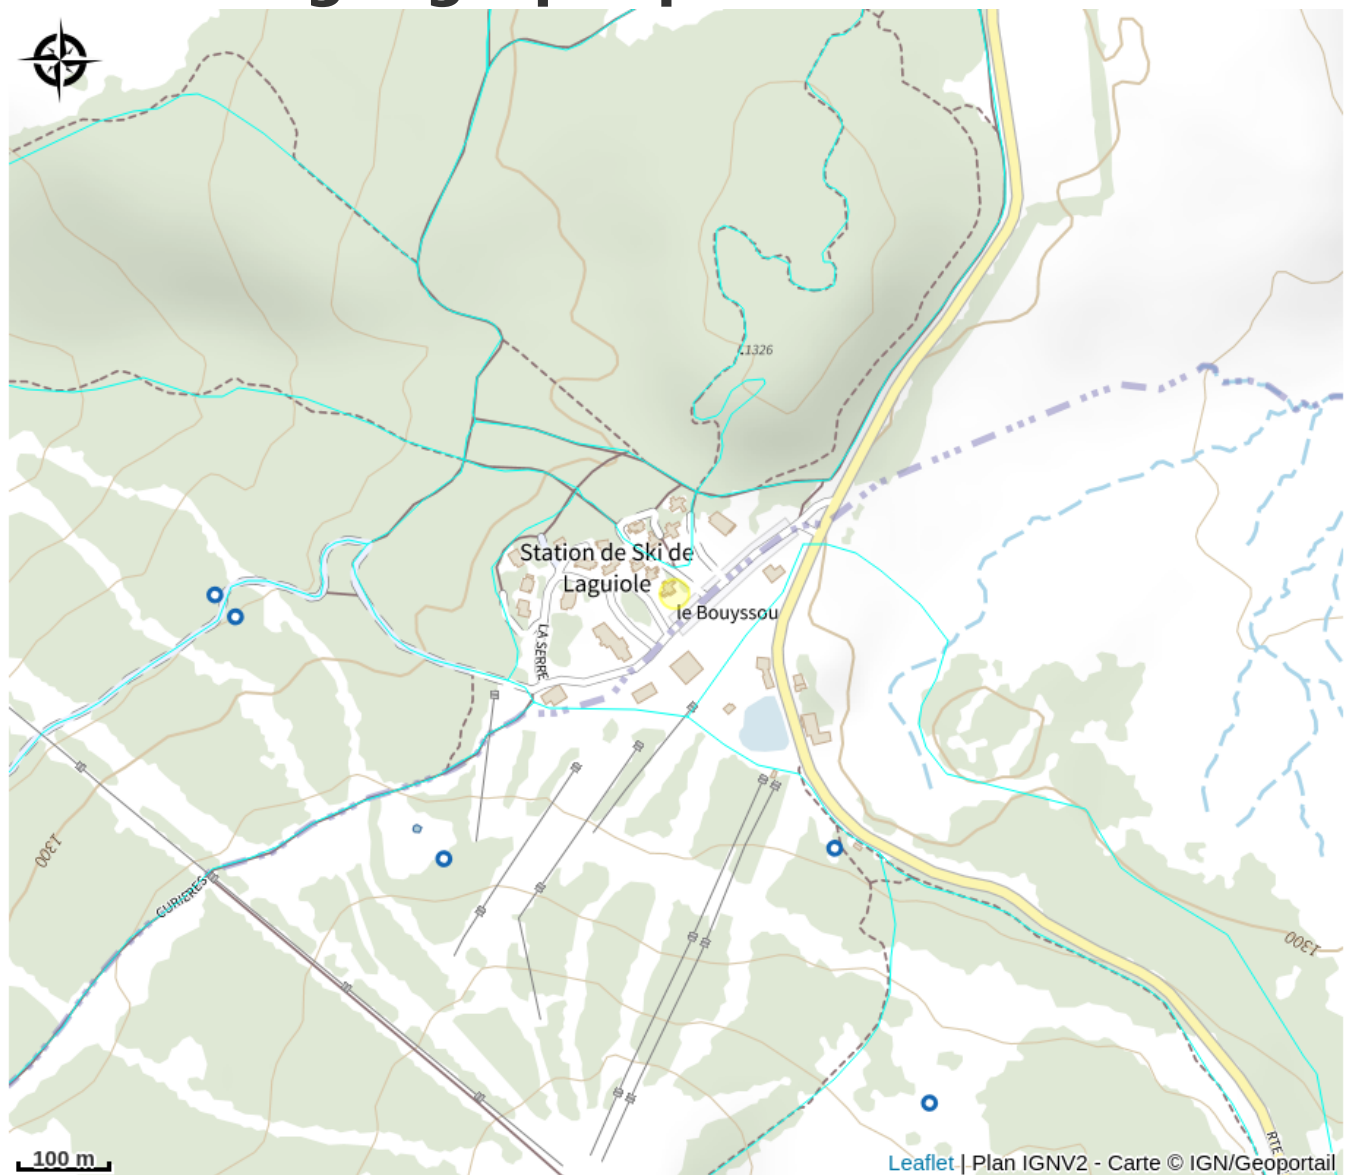 1326
Station de Ski de
Laguiole
le Bouyssou
LA SERRE
1300
CURIERES
1300
RTE
100 m
Leaflet | Plan IGNV2 - Carte © IGN/Geoportail